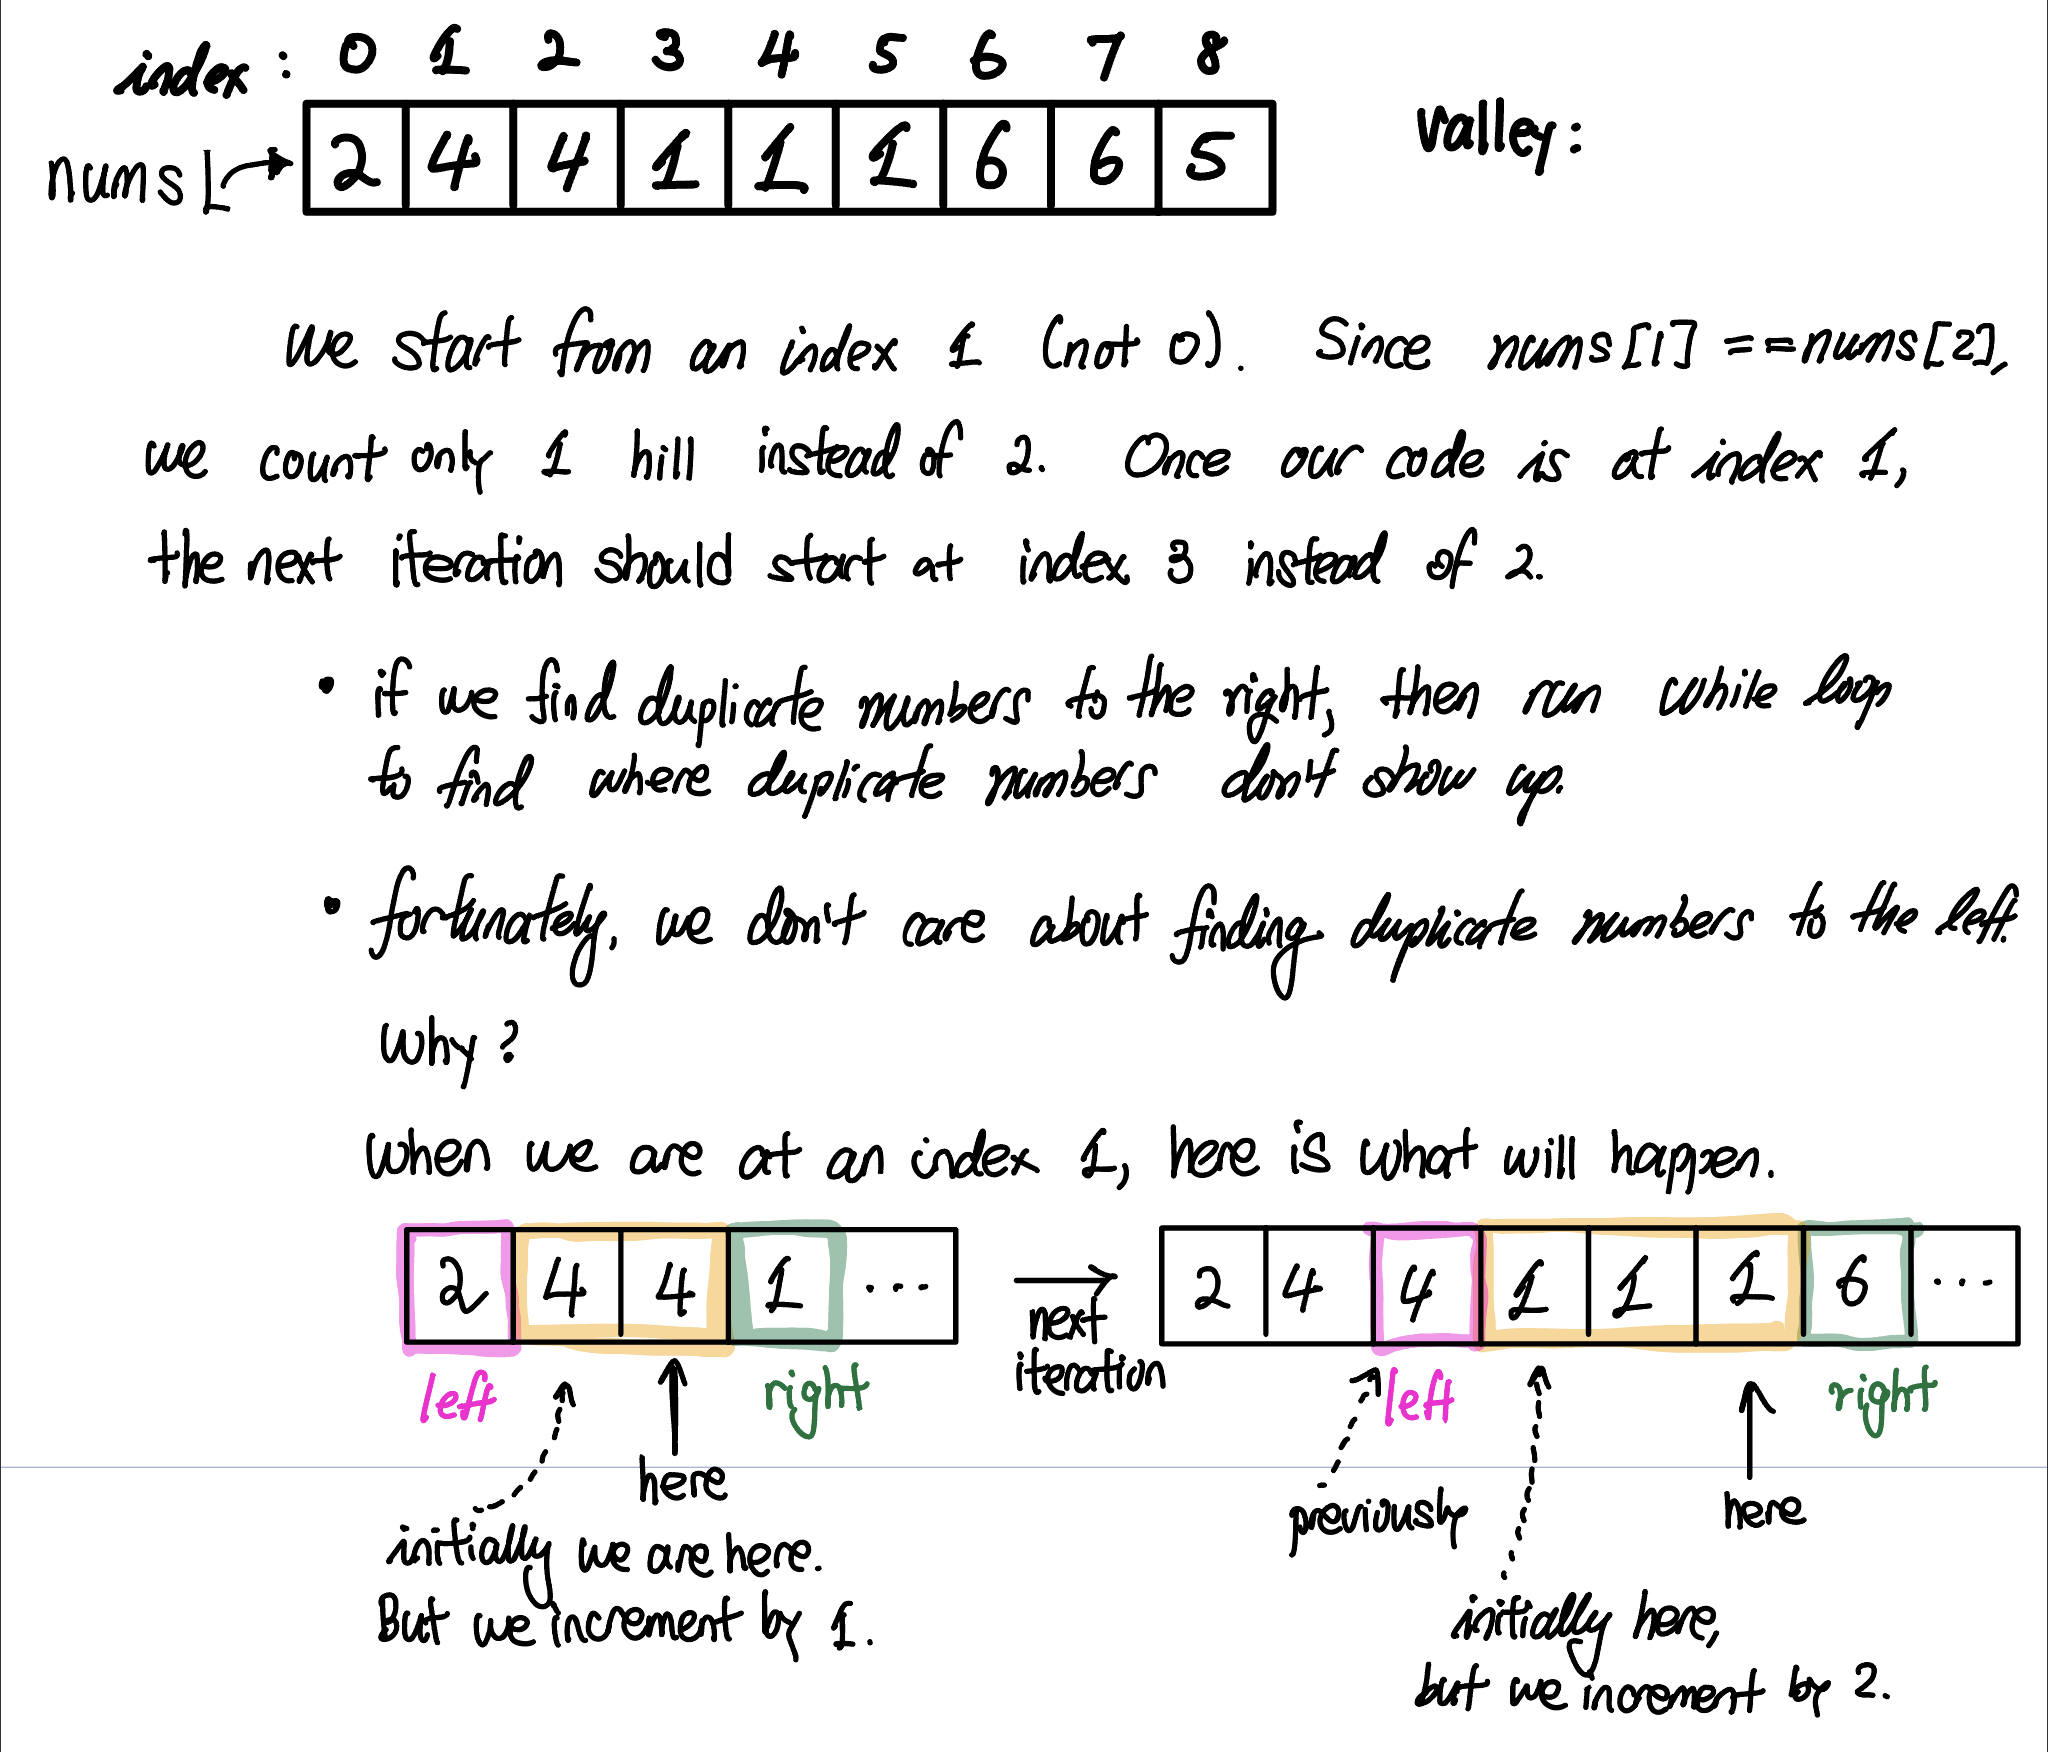 index : 0 1 2 3 4 5 6 7 8
nums 2 4 4 1 1 1 6 6 5 valley:
we start from an index 1 (not 0). Since nums[1] ==nums[2],
we count only 1 hill instead of 2. Once our code is at index 1,
the next iteration should start at index 3 instead of 2.
• if we find duplicate numbers to the right, then run while loop
to find where duplicate numbers don't show up.
• fortunately, we don't care about finding duplicate numbers to the left.
Why?
when we are at an index 1, here is what will happen.
2 4 4 1 ...
left right
here
initially we are here.
But we increment by 1.
next
iteration
2 4 4 1 1 1 6 ...
left right
previously here
initially here,
but we increment by 2.